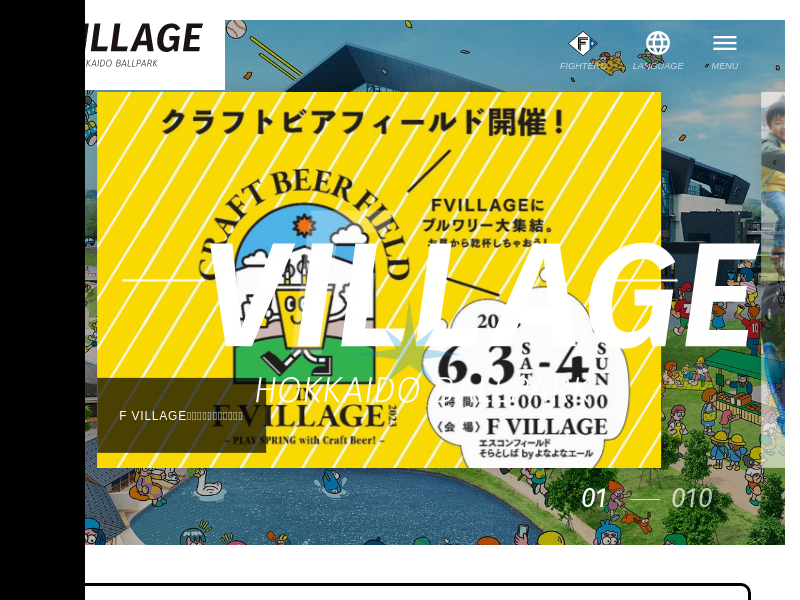 VILLAGE
KAIDO BALLPARK
FIGHTERS
LANGUAGE
MENU
クラフトビアフィールド開催！
CRAFT BEER FIELD
FVILLAGEに
ブルワリー大集結。
お昼から乾杯しちゃおう！
VILLAGE
HOKKAIDO BALLPARK
6.3 SAT - 4 SUN
〈時間〉11:00-18:00
〈会場〉F VILLAGE
エスコンフィールド
そらとしば by よなよなエール
F VILLAGE 2023
– PLAY SPRING with Craft Beer! –
F VILLAGE
01
010